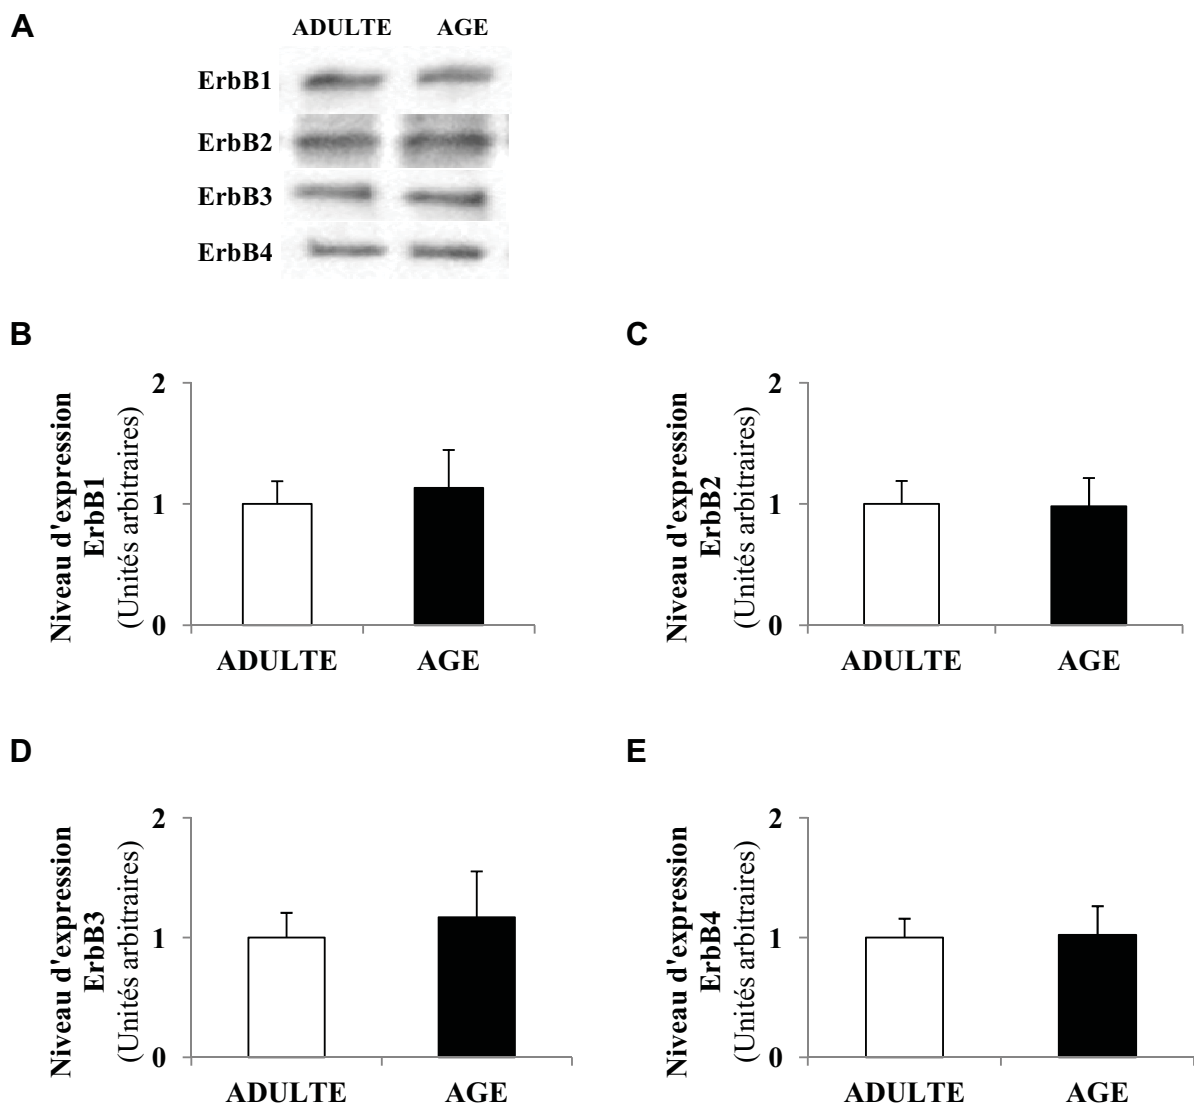 A
ADULTE AGE
ErbB1
ErbB2
ErbB3
ErbB4
B
Niveau d'expression
ErbB1
(Unités arbitraires)
2
1
0
ADULTE AGE
C
Niveau d'expression
ErbB2
(Unités arbitraires)
2
1
0
ADULTE AGE
D
Niveau d'expression
ErbB3
(Unités arbitraires)
2
1
0
ADULTE AGE
E
Niveau d'expression
ErbB4
(Unités arbitraires)
2
1
0
ADULTE AGE